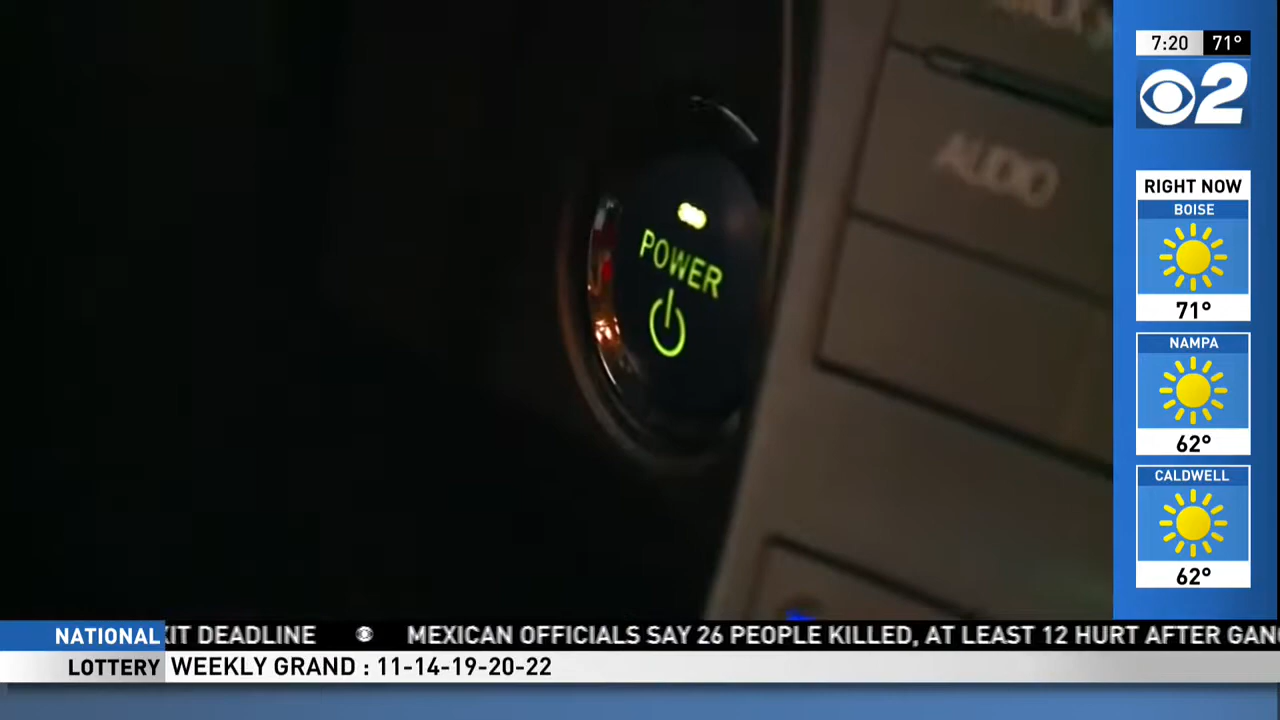 7:20 71°
2
RIGHT NOW
BOISE
71°
NAMPA
62°
CALDWELL
62°
AUDIO
POWER
NATIONAL
DEADLINE
MEXICAN OFFICIALS SAY 26 PEOPLE KILLED, AT LEAST 12 HURT AFTER
LOTTERY WEEKLY GRAND : 11-14-19-20-22